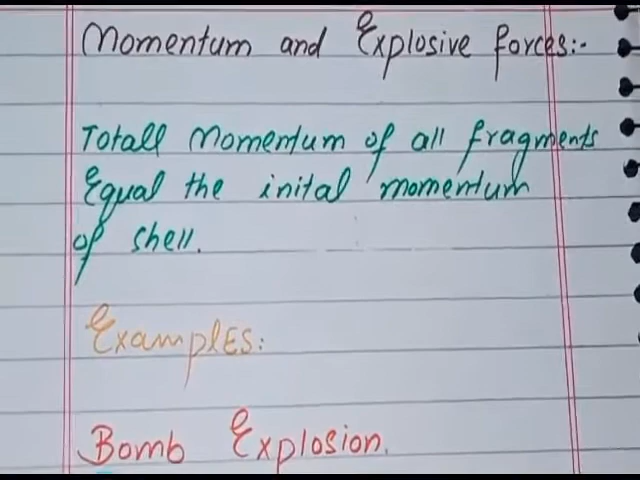 Momentum and Explosive forces:-
Totall Momentum of all fragments
Equal the inital momentum
of shell.
Examples:
Bomb Explosion.